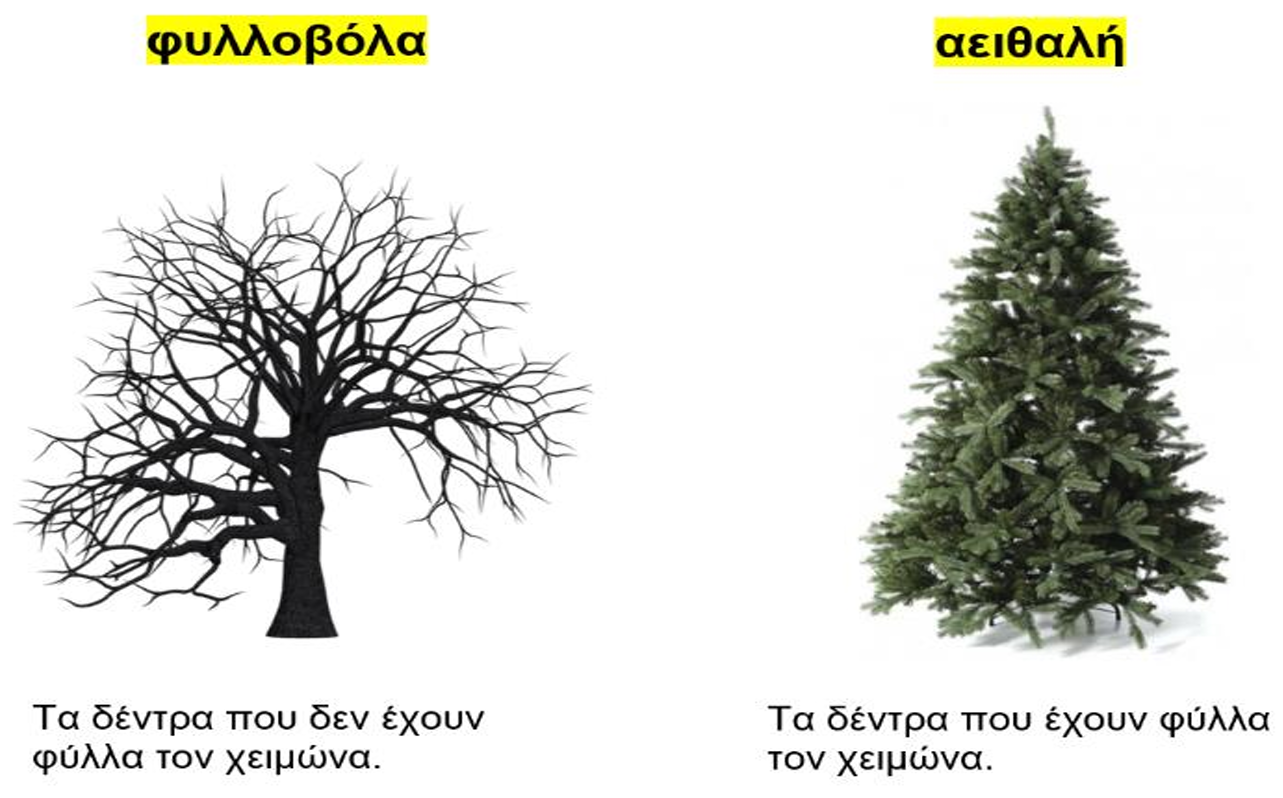 φυλλοβόλα
αειθαλή
Τα δέντρα που δεν έχουν
φύλλα τον χειμώνα.
Τα δέντρα που έχουν φύλλα
τον χειμώνα.